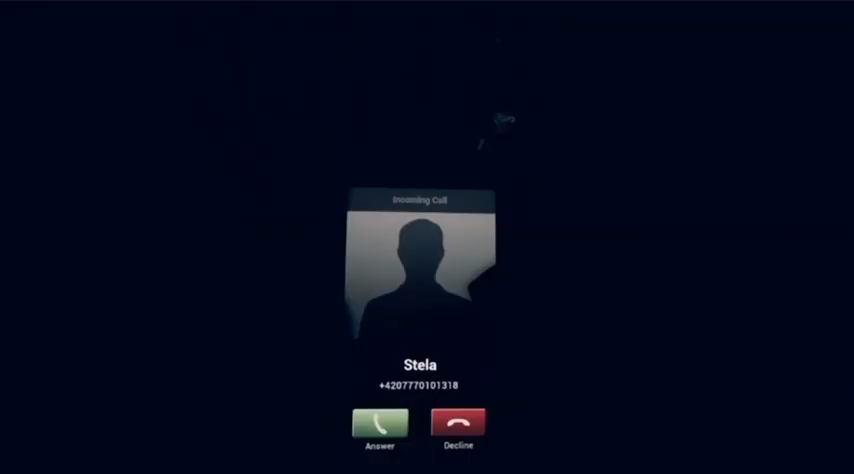 Incoming Call
Stela
+4207770101318
Answer
Decline